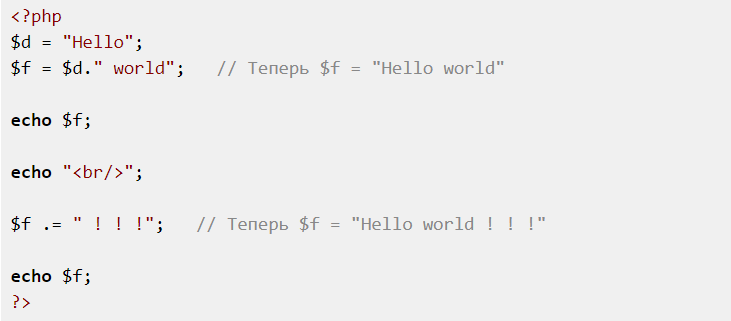 <?php
$d = "Hello";
$f = $d." world";   // Теперь $f = "Hello world"
echo $f;
echo "<br/>";
$f .= " ! ! !";   // Теперь $f = "Hello world ! ! !"
echo $f;
?>